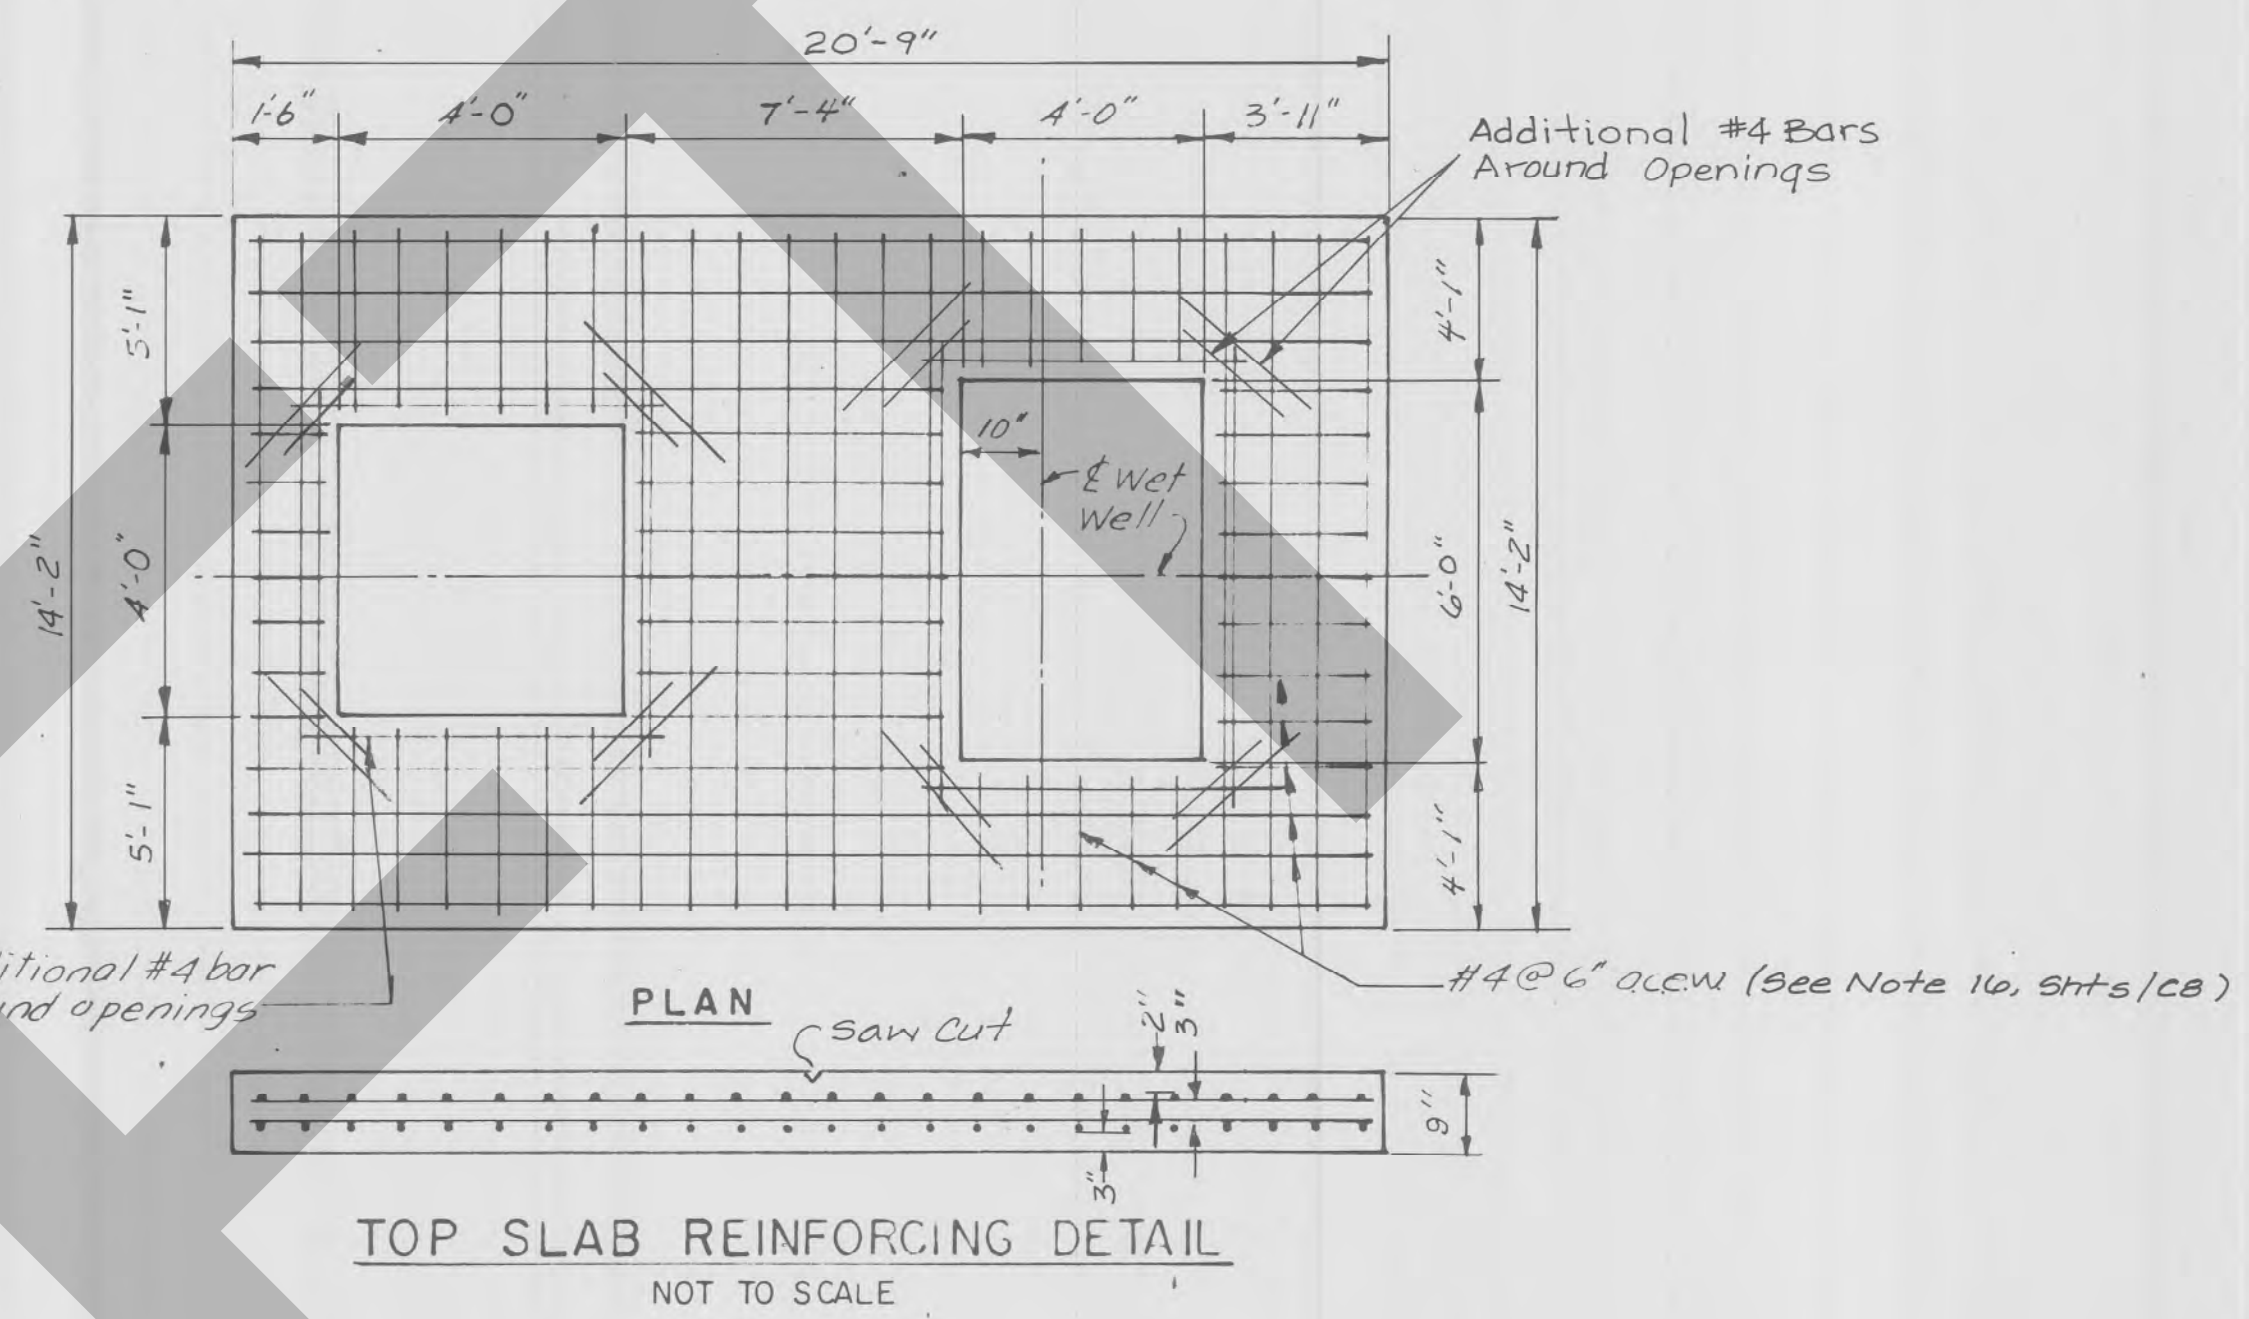 20'-9"
1'-6" 4'-0" 7'-4" 4'-0" 3'-11"
Additional #4 Bars
Around Openings
5'-1"
4'-1"
10"
℄ Wet
Well
14'-2"
4'-0"
6'-0"
14'-2"
5'-1"
4'-1"
itional #4 bar
nd openings
#4@6" o.c.e.w. (See Note 16, Shts/C8)
PLAN
saw cut
2"
3"
9"
3"
TOP SLAB REINFORCING DETAIL
NOT TO SCALE